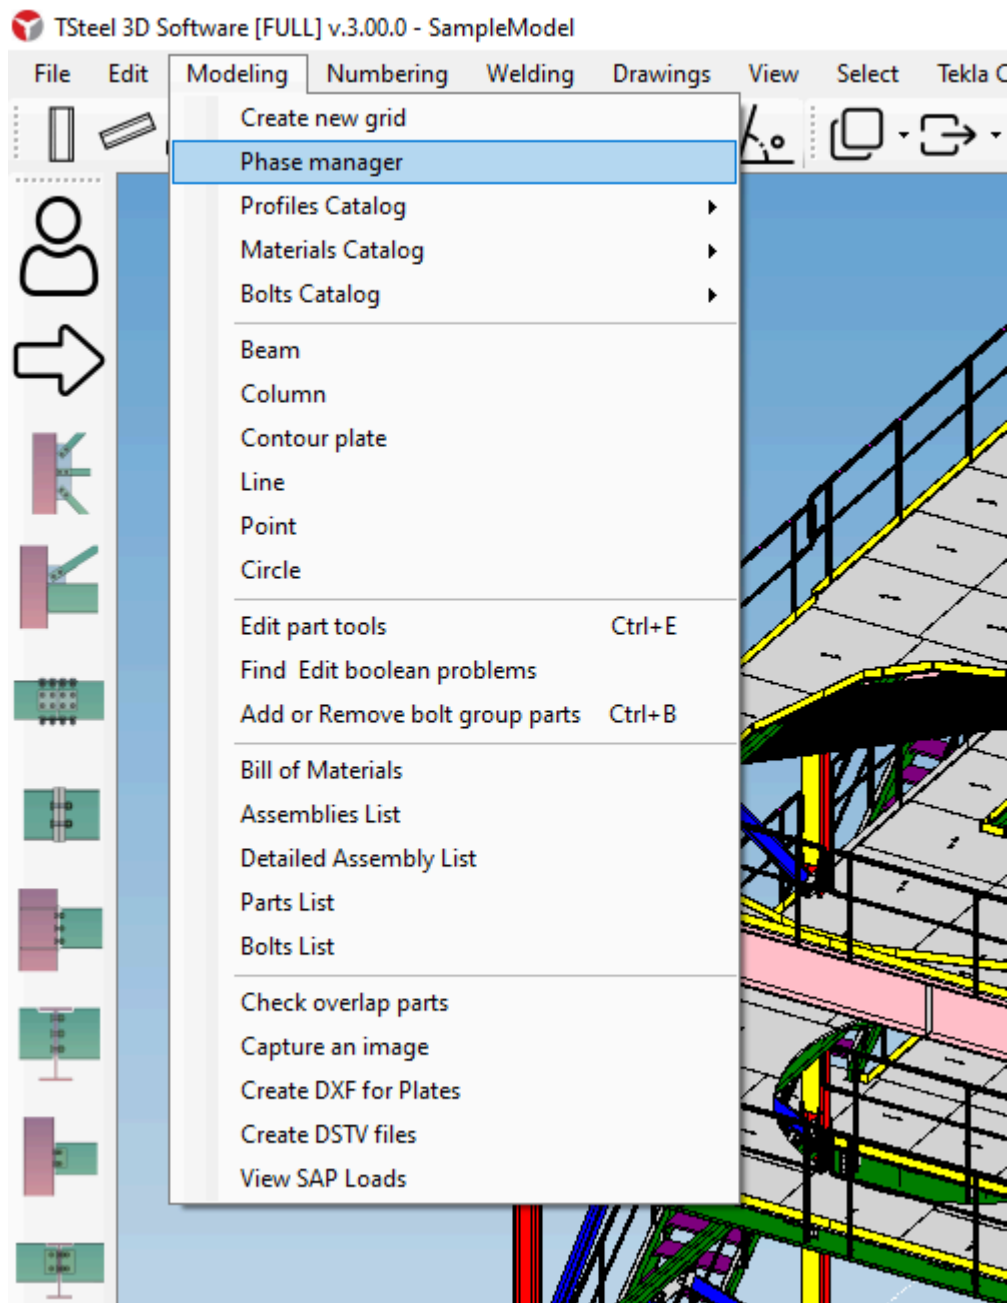 TSteel 3D Software [FULL] v.3.00.0 - SampleModel
File Edit Modeling Numbering Welding Drawings View Select Tekla
Create new grid
Phase manager
Profiles Catalog
Materials Catalog
Bolts Catalog
Beam
Column
Contour plate
Line
Point
Circle
Edit part tools Ctrl+E
Find  Edit boolean problems
Add or Remove bolt group parts Ctrl+B
Bill of Materials
Assemblies List
Detailed Assembly List
Parts List
Bolts List
Check overlap parts
Capture an image
Create DXF for Plates
Create DSTV files
View SAP Loads